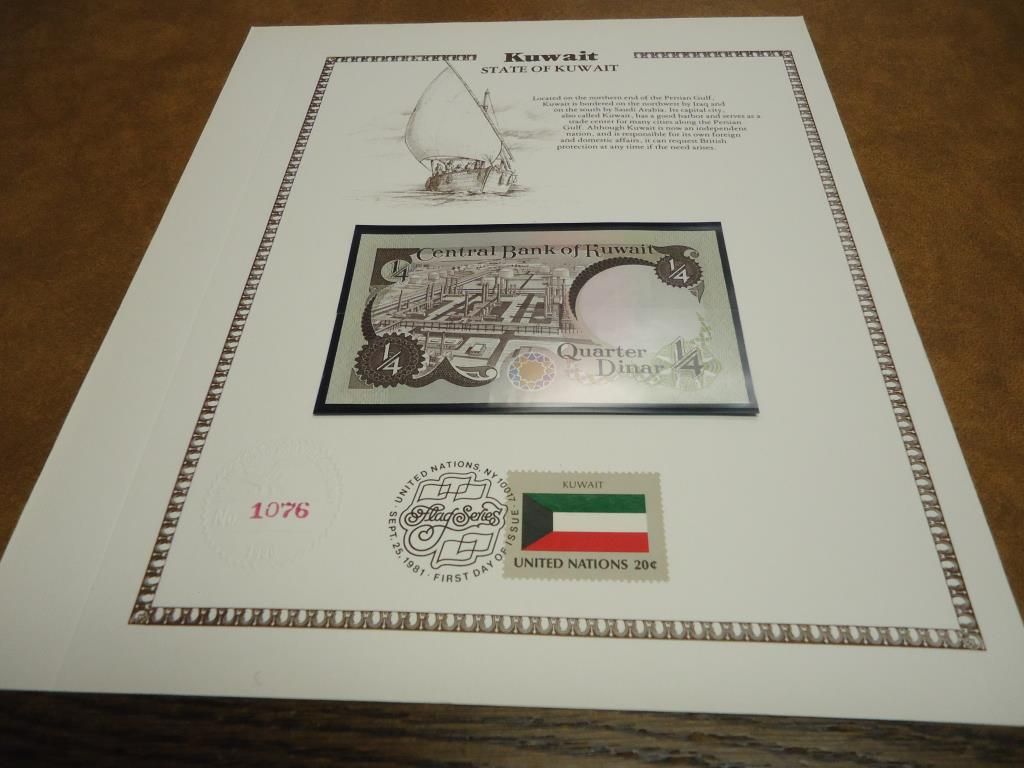 Kuwait
STATE OF KUWAIT
Located on the northern end of the Persian Gulf,
Kuwait is bordered on the northwest by Iraq and
on the south by Saudi Arabia. Its capital city,
also called Kuwait, has a good harbor and serves as a
trade center for many cities along the Persian
Gulf. Although Kuwait is now an independent
nation, and is responsible for its own foreign
and domestic affairs, it can request British
protection at any time if the need arises.
Central Bank of Kuwait
1/4
1/4
Quarter
Dinar
1/4
1/4
No. 1076
UNITED NATIONS, NY 10017
Flag Series
SEPT. 25, 1981 · FIRST DAY OF ISSUE ·
KUWAIT
UNITED NATIONS 20¢